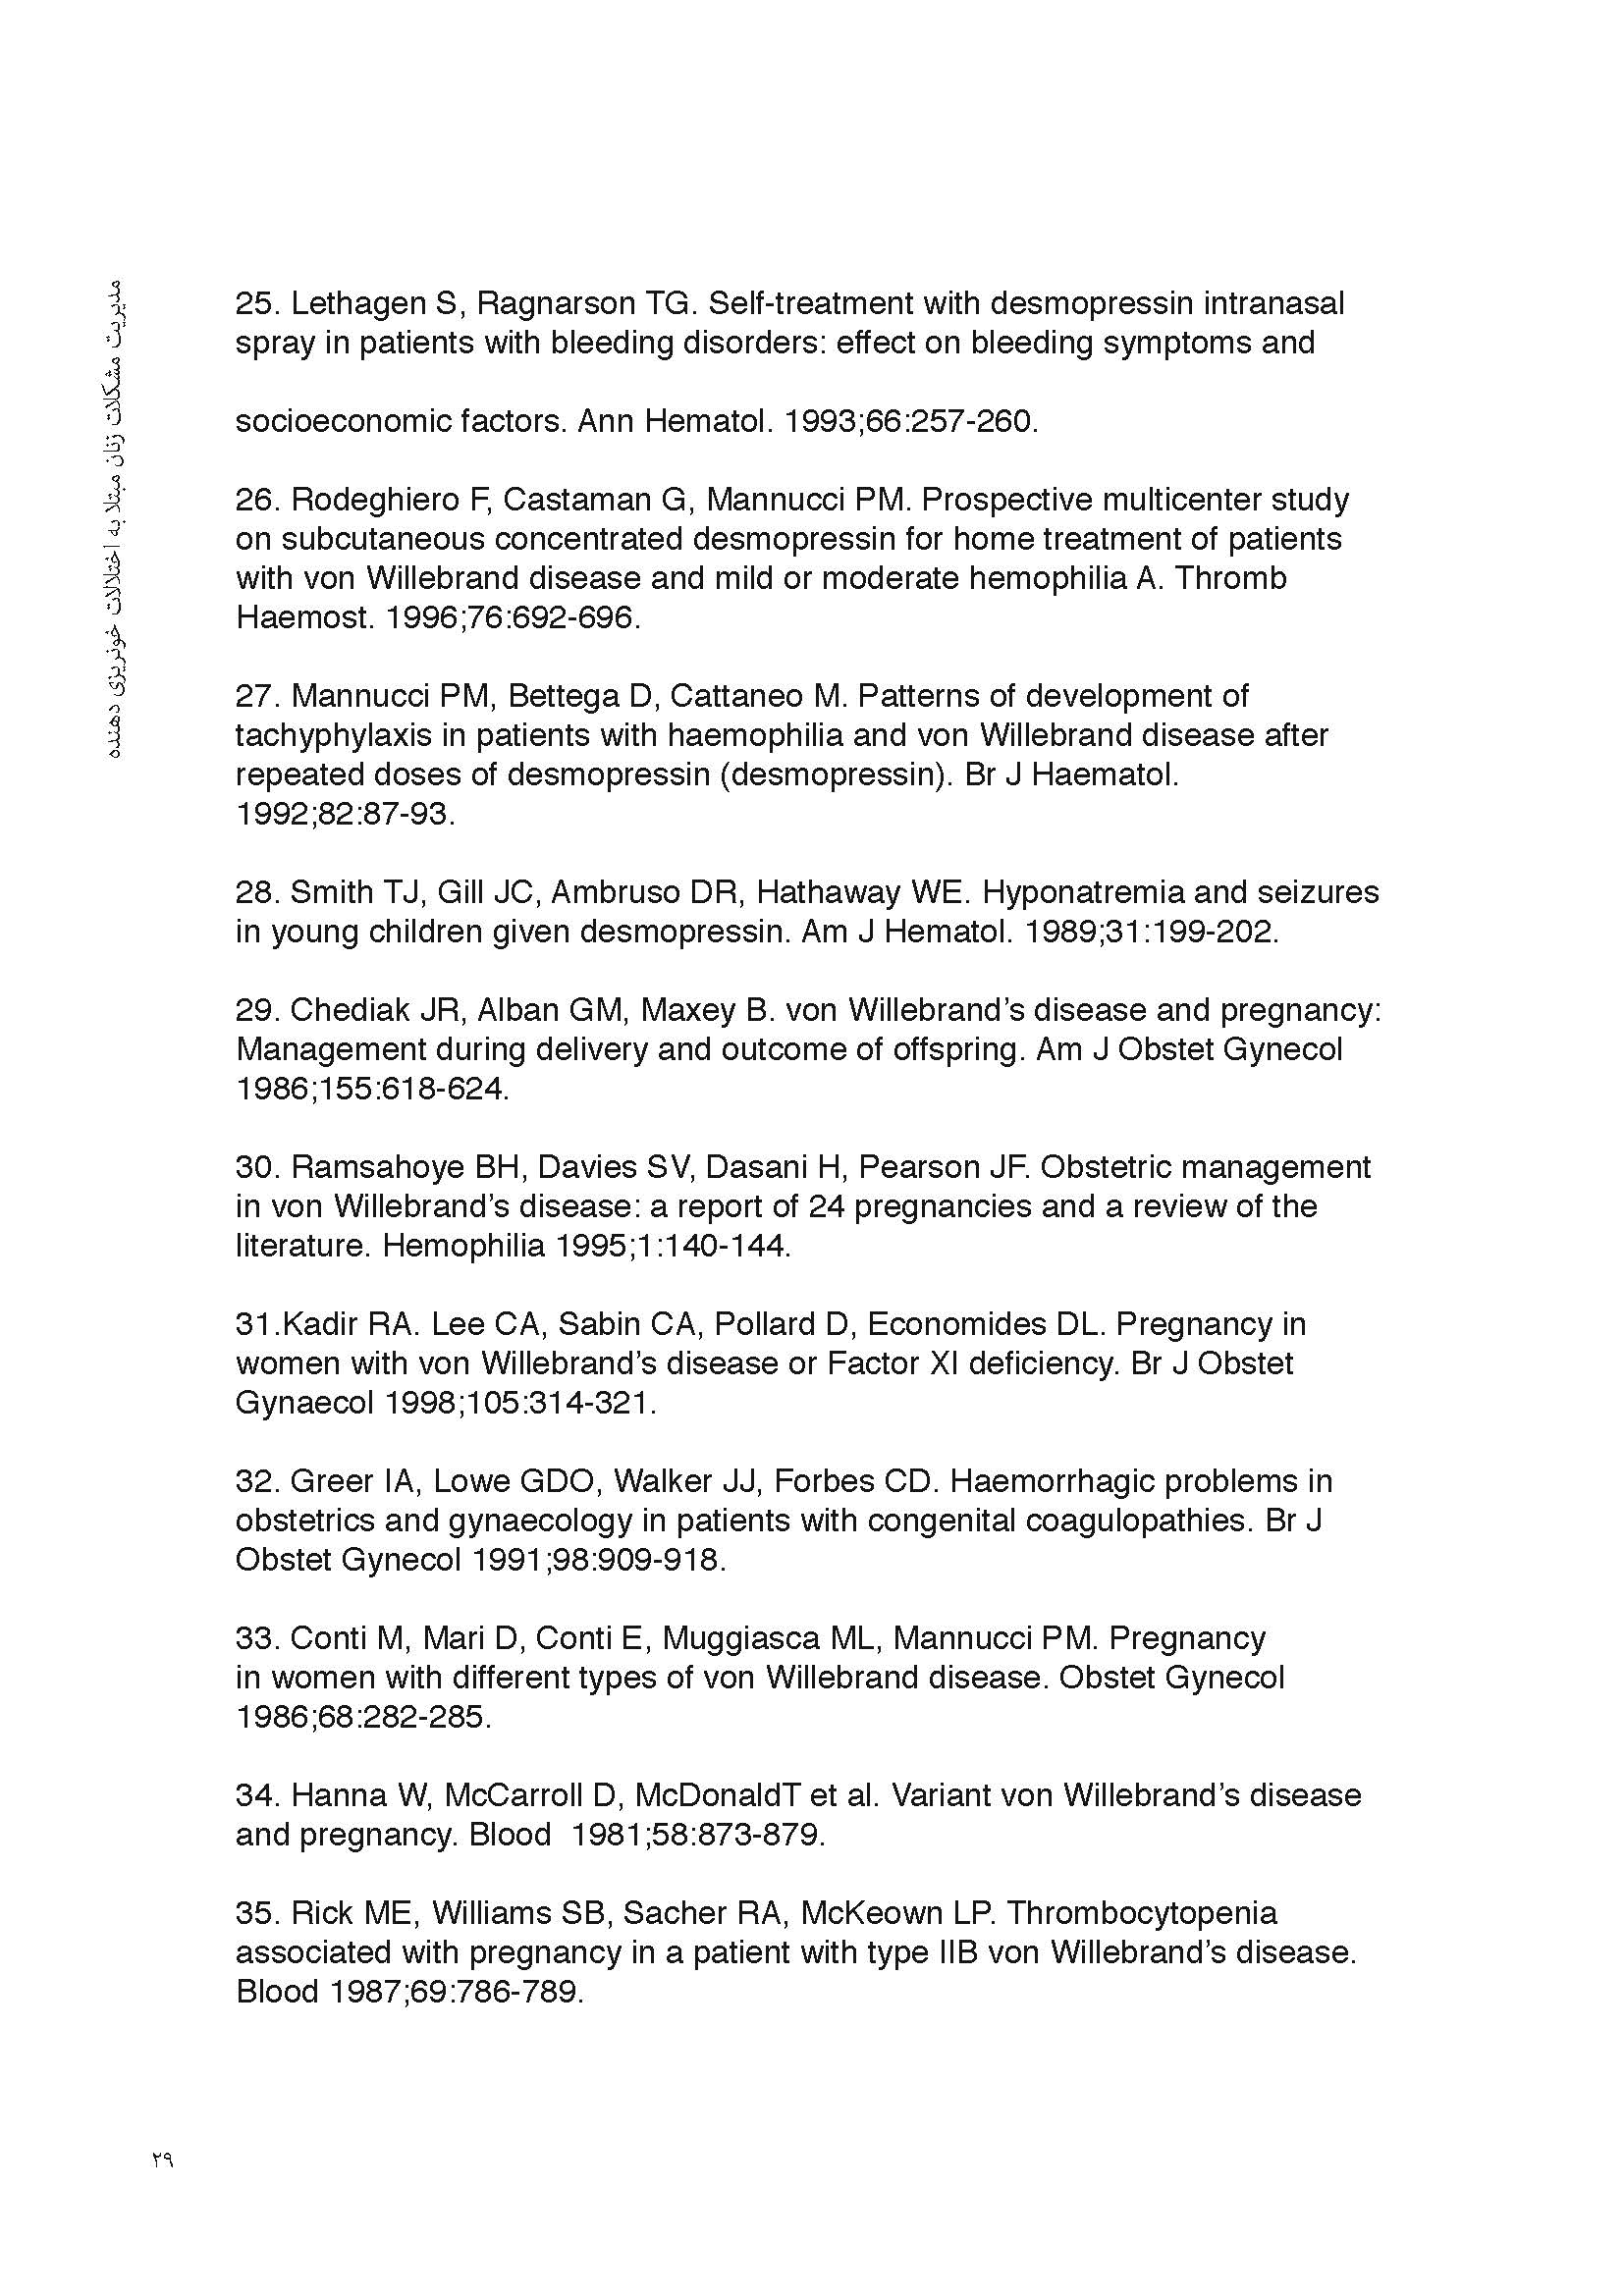 مدیریت مشکلات زنان مبتلا به اختلالات خونریزی دهنده
25. Lethagen S, Ragnarson TG. Self-treatment with desmopressin intranasal
spray in patients with bleeding disorders: effect on bleeding symptoms and
socioeconomic factors. Ann Hematol. 1993;66:257-260.
26. Rodeghiero F, Castaman G, Mannucci PM. Prospective multicenter study
on subcutaneous concentrated desmopressin for home treatment of patients
with von Willebrand disease and mild or moderate hemophilia A. Thromb
Haemost. 1996;76:692-696.
27. Mannucci PM, Bettega D, Cattaneo M. Patterns of development of
tachyphylaxis in patients with haemophilia and von Willebrand disease after
repeated doses of desmopressin (desmopressin). Br J Haematol.
1992;82:87-93.
28. Smith TJ, Gill JC, Ambruso DR, Hathaway WE. Hyponatremia and seizures
in young children given desmopressin. Am J Hematol. 1989;31:199-202.
29. Chediak JR, Alban GM, Maxey B. von Willebrand’s disease and pregnancy:
Management during delivery and outcome of offspring. Am J Obstet Gynecol
1986;155:618-624.
30. Ramsahoye BH, Davies SV, Dasani H, Pearson JF. Obstetric management
in von Willebrand’s disease: a report of 24 pregnancies and a review of the
literature. Hemophilia 1995;1:140-144.
31.Kadir RA. Lee CA, Sabin CA, Pollard D, Economides DL. Pregnancy in
women with von Willebrand’s disease or Factor XI deficiency. Br J Obstet
Gynaecol 1998;105:314-321.
32. Greer IA, Lowe GDO, Walker JJ, Forbes CD. Haemorrhagic problems in
obstetrics and gynaecology in patients with congenital coagulopathies. Br J
Obstet Gynecol 1991;98:909-918.
33. Conti M, Mari D, Conti E, Muggiasca ML, Mannucci PM. Pregnancy
in women with different types of von Willebrand disease. Obstet Gynecol
1986;68:282-285.
34. Hanna W, McCarroll D, McDonaldT et al. Variant von Willebrand’s disease
and pregnancy. Blood  1981;58:873-879.
35. Rick ME, Williams SB, Sacher RA, McKeown LP. Thrombocytopenia
associated with pregnancy in a patient with type IIB von Willebrand’s disease.
Blood 1987;69:786-789.
۲۹